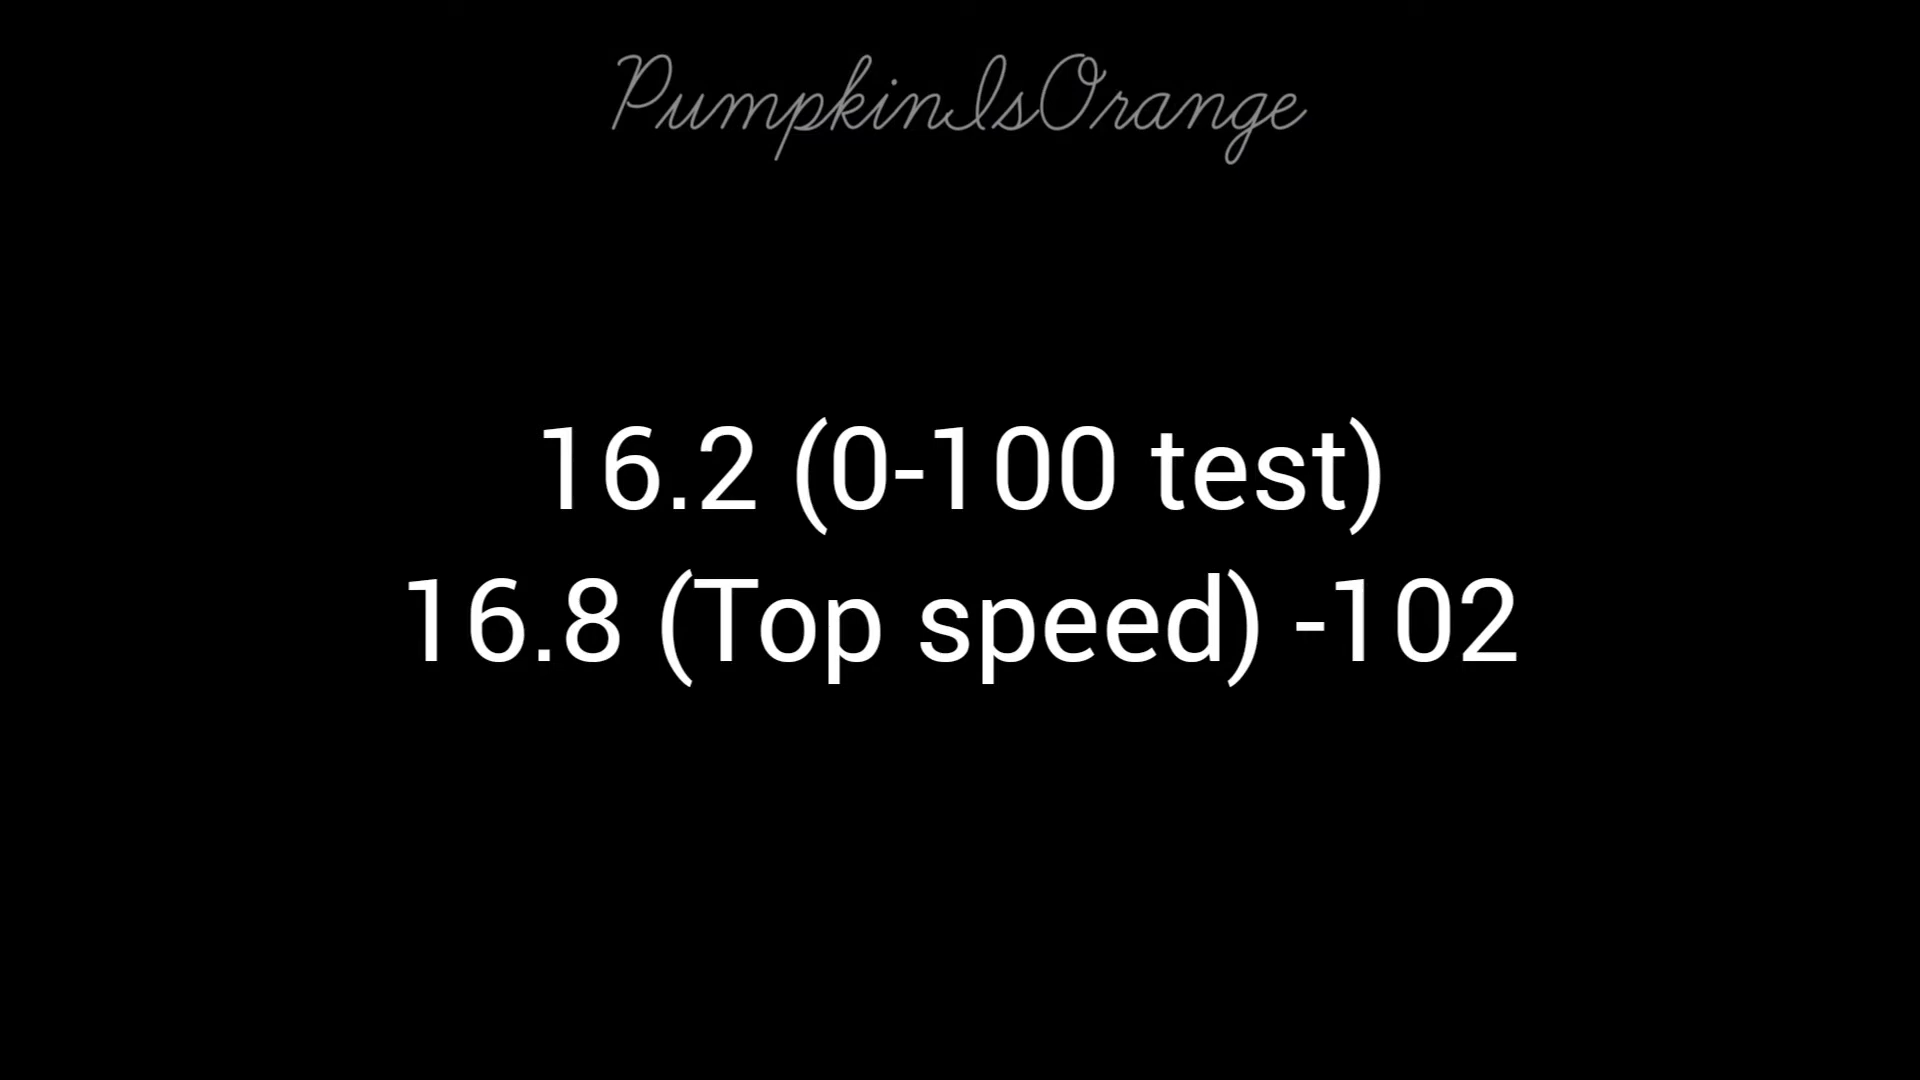 PumpkinIsOrange
16.2 (0-100 test)
16.8 (Top speed) -102